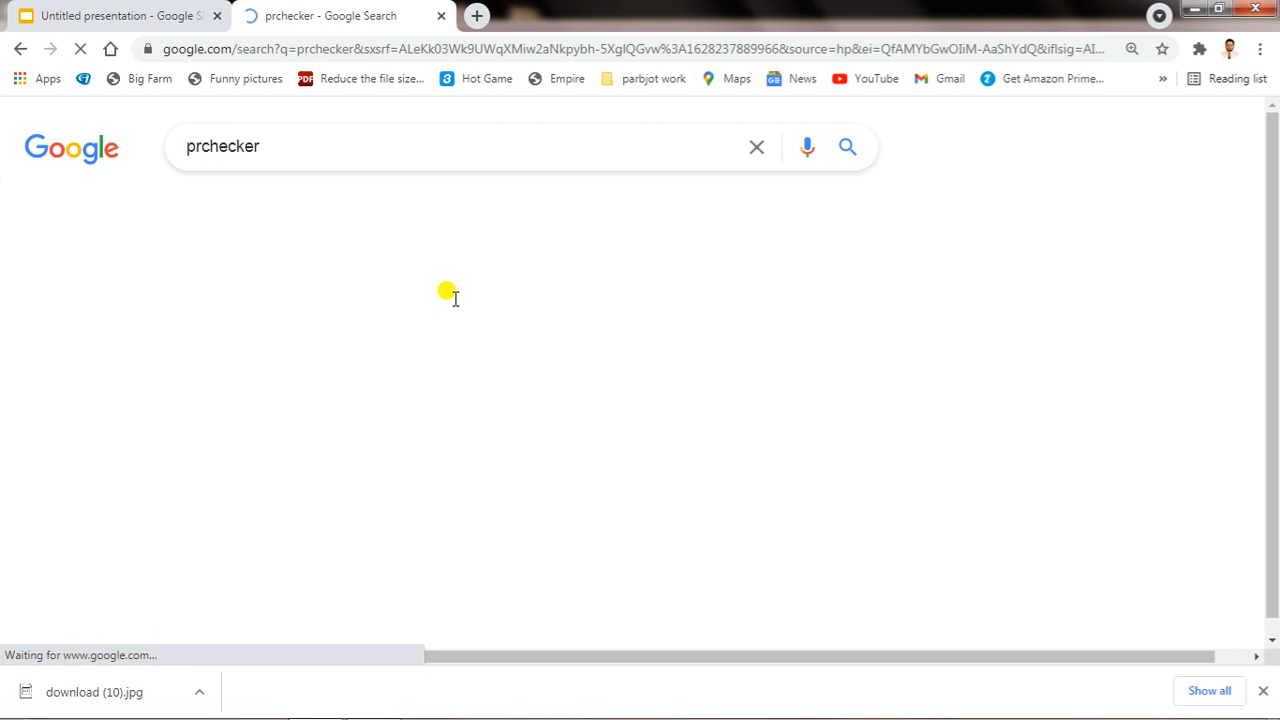 Untitled presentation - Google S
prchecker - Google Search
google.com/search?q=prchecker&sxsrf=ALeKk03Wk9UWqXMiw2aNkpybh-5XglQGvw%3A1628237889966&source=hp&ei=QfAMYbGwOIiM-AaShYdQ&iflsig=AI...
Apps
Big Farm
Funny pictures
PDF
Reduce the file size...
Hot Game
Empire
parbjot work
Maps
News
YouTube
Gmail
Get Amazon Prime...
»
Reading list
Google
prchecker
Waiting for www.google.com...
download (10).jpg
Show all